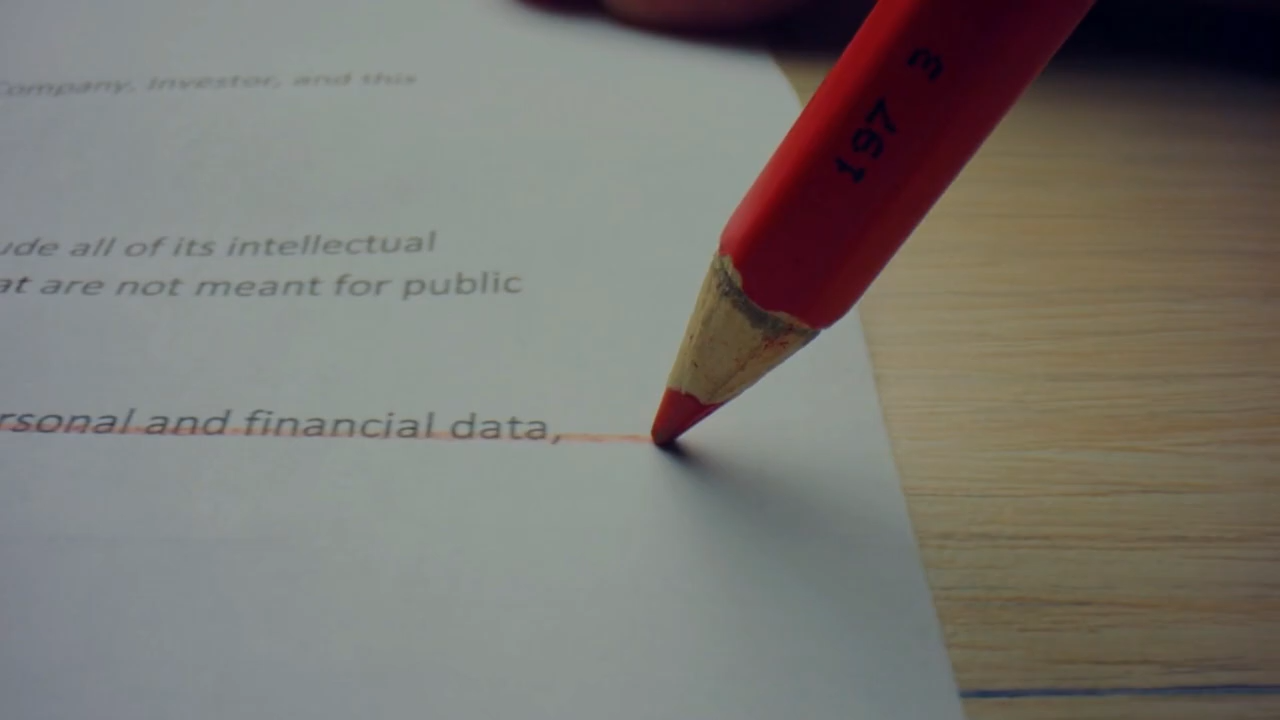 Company, Investor, and this
ude all of its intellectual
at are not meant for public
rsonal and financial data,
197 3